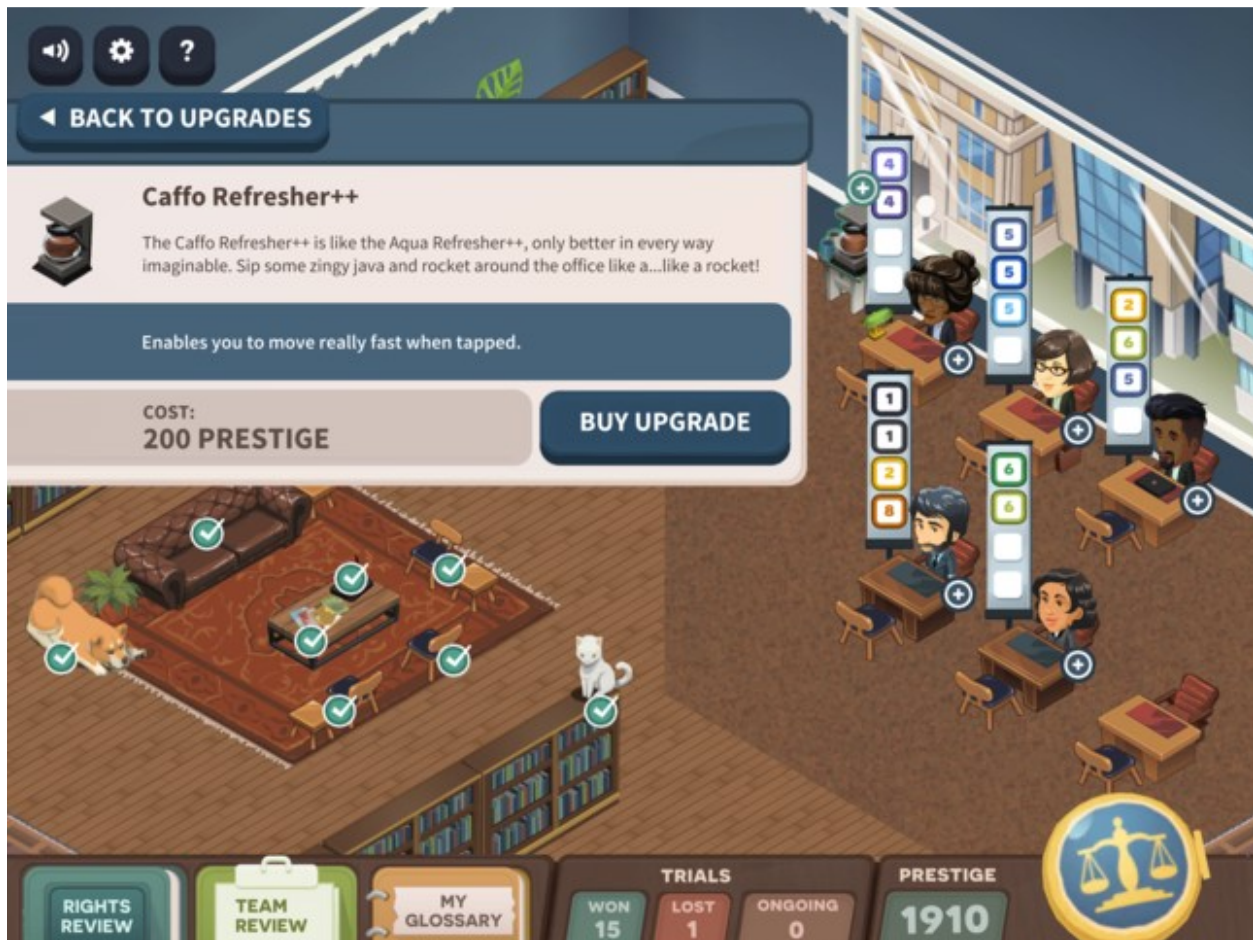 ?
BACK TO UPGRADES
Caffo Refresher++
The Caffo Refresher++ is like the Aqua Refresher++, only better in every way
imaginable. Sip some zingy java and rocket around the office like a...like a rocket!
Enables you to move really fast when tapped.
COST:
200 PRESTIGE
BUY UPGRADE
4
4
5
5
5
2
6
5
1
1
2
8
6
6
RIGHTS
REVIEW
TEAM
REVIEW
MY
GLOSSARY
TRIALS
WON
15
LOST
1
ONGOING
0
PRESTIGE
1910